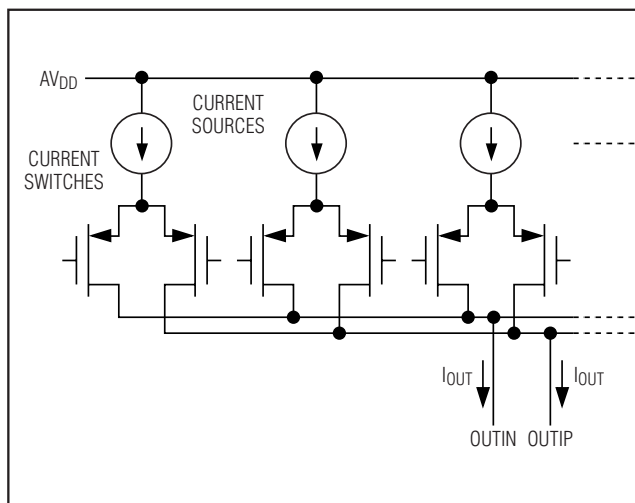 AVDD
CURRENT
SOURCES
CURRENT
SWITCHES
IOUT
IOUT
OUTIN
OUTIP